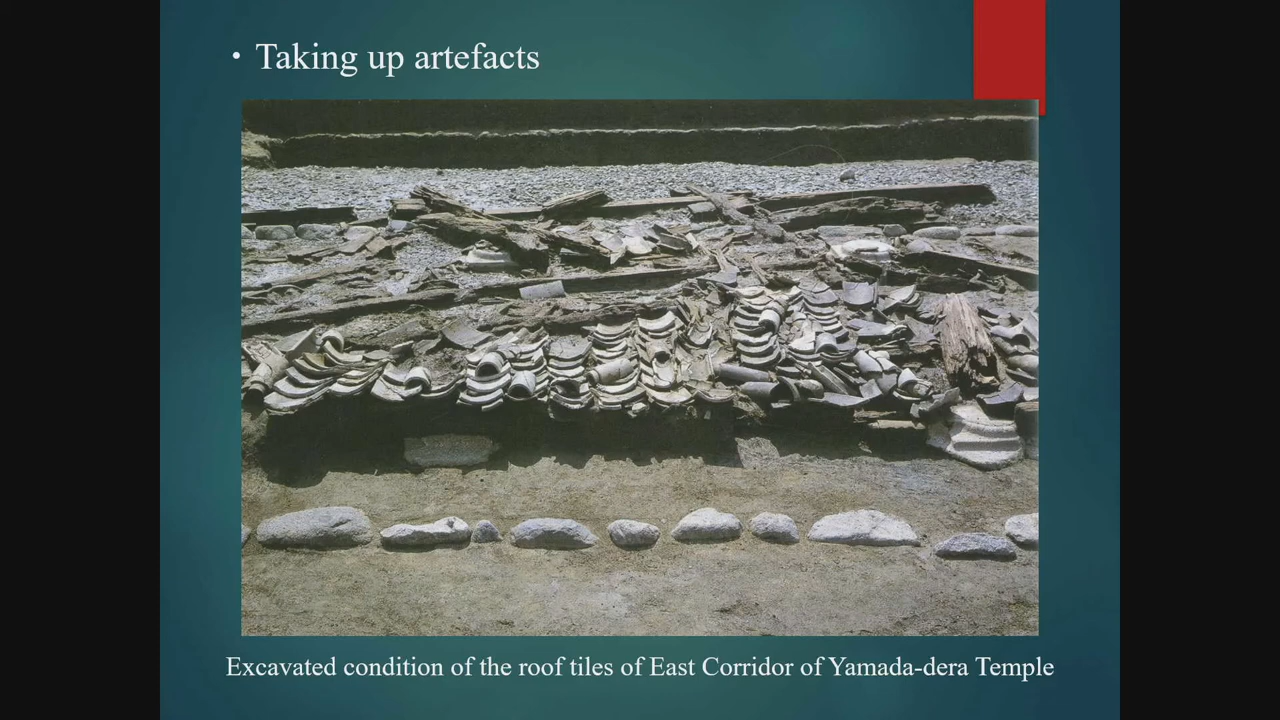 • Taking up artefacts
Excavated condition of the roof tiles of East Corridor of Yamada-dera Temple